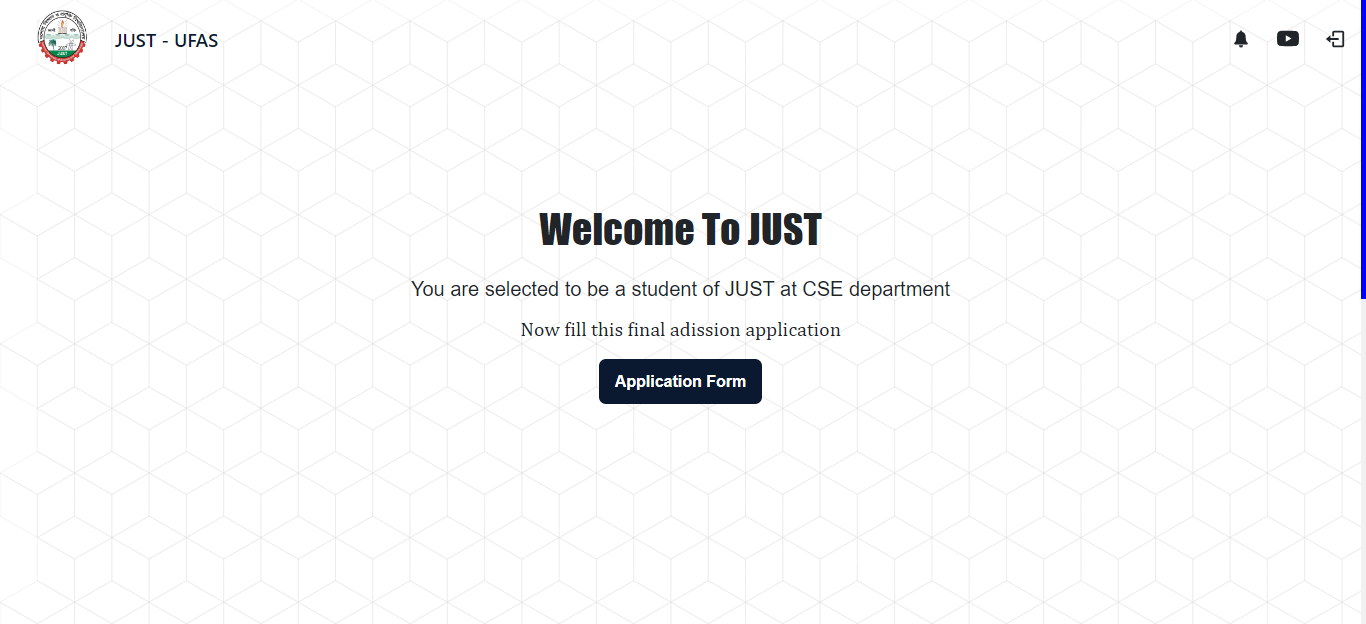 JUST - UFAS
Welcome To JUST
You are selected to be a student of JUST at CSE department
Now fill this final adission application
Application Form